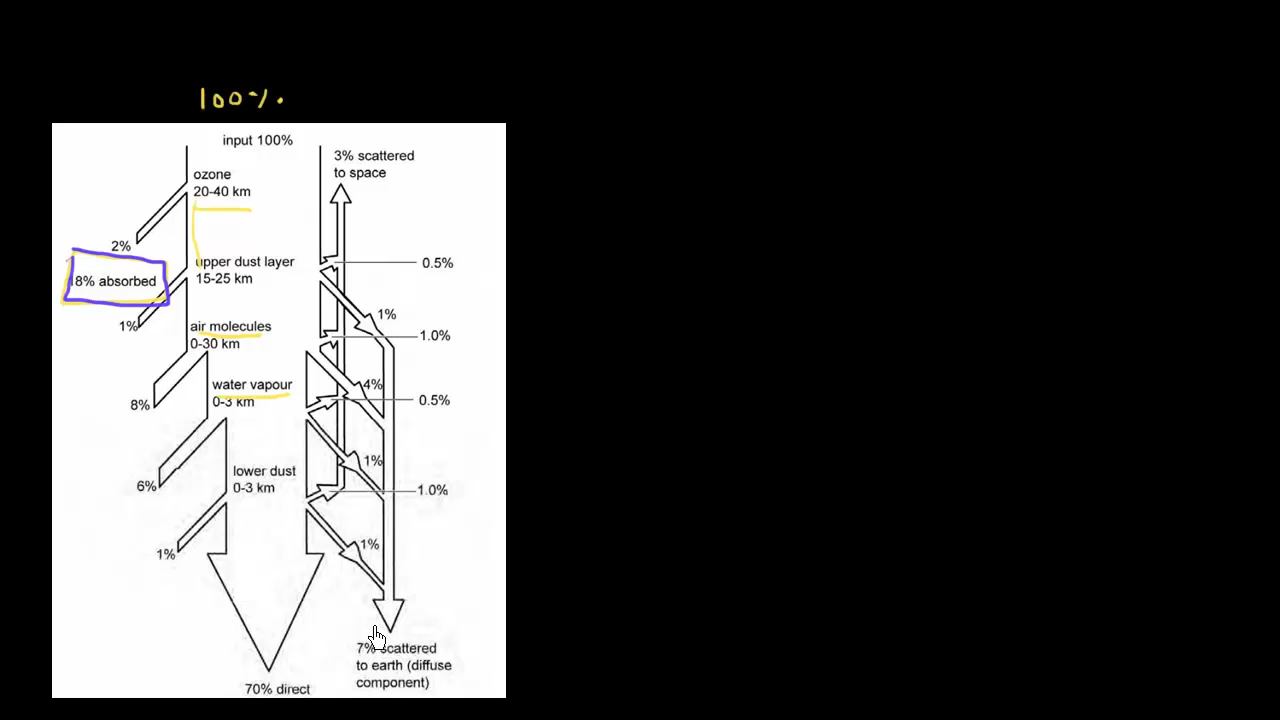 100%
input 100%
3% scattered
to space
ozone
20-40 km
2%
upper dust layer
15-25 km
0.5%
18% absorbed
1%
1%
air molecules
0-30 km
1.0%
water vapour
0-3 km
4%
0.5%
8%
1%
lower dust
0-3 km
6%
1.0%
1%
1%
7% scattered
to earth (diffuse
component)
70% direct